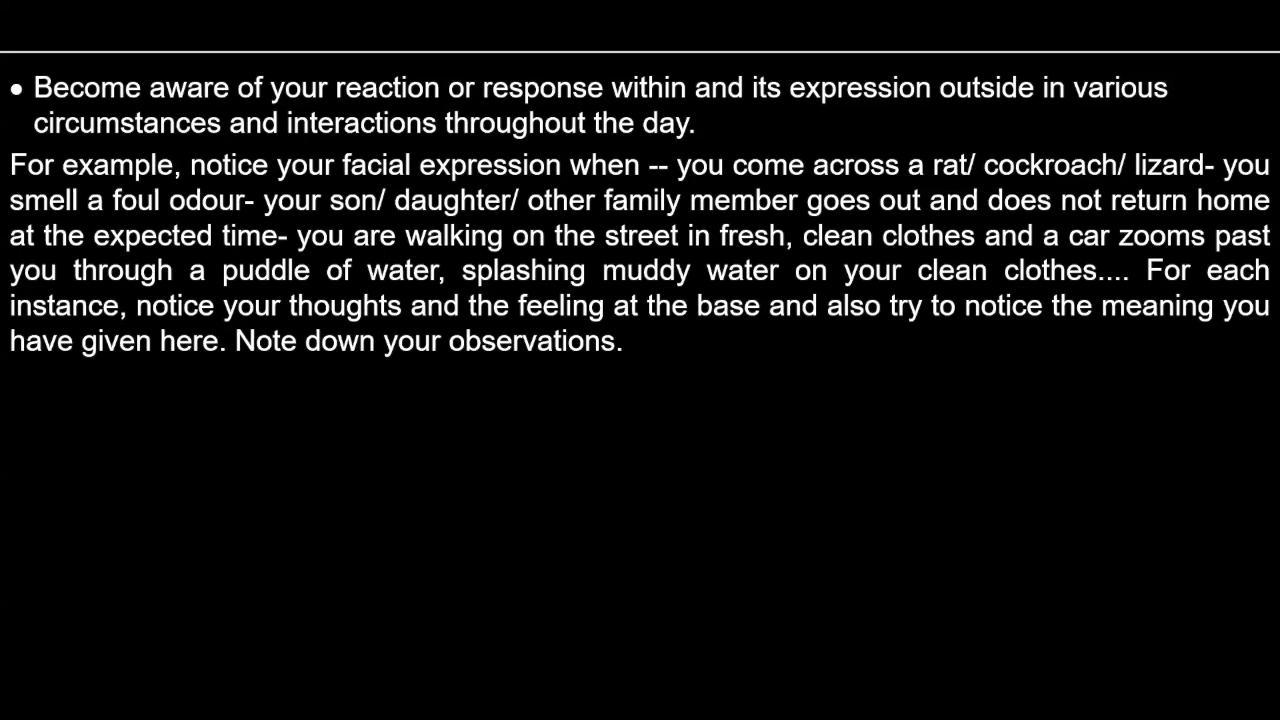 • Become aware of your reaction or response within and its expression outside in various
circumstances and interactions throughout the day.
For example, notice your facial expression when -- you come across a rat/ cockroach/ lizard- you
smell a foul odour- your son/ daughter/ other family member goes out and does not return home
at the expected time- you are walking on the street in fresh, clean clothes and a car zooms past
you through a puddle of water, splashing muddy water on your clean clothes.... For each
instance, notice your thoughts and the feeling at the base and also try to notice the meaning you
have given here. Note down your observations.